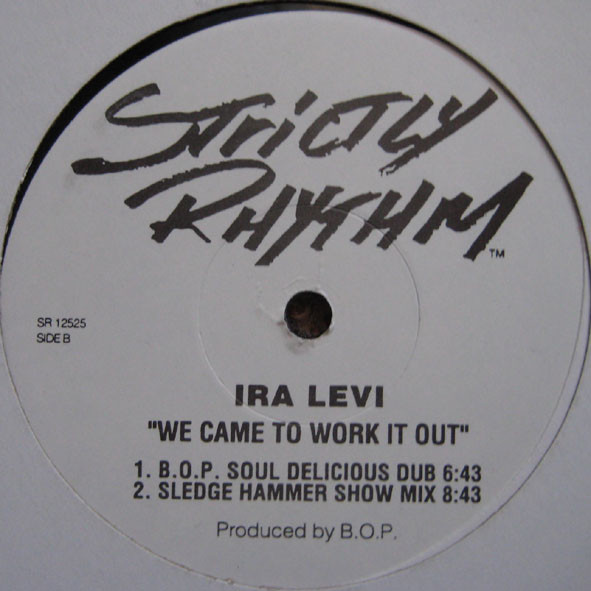 STRICTLY
RHYTHM
TM
SR 12525
SIDE B
IRA LEVI
"WE CAME TO WORK IT OUT"
1. B.O.P. SOUL DELICIOUS DUB 6:43
2. SLEDGE HAMMER SHOW MIX 8:43
Produced by B.O.P.